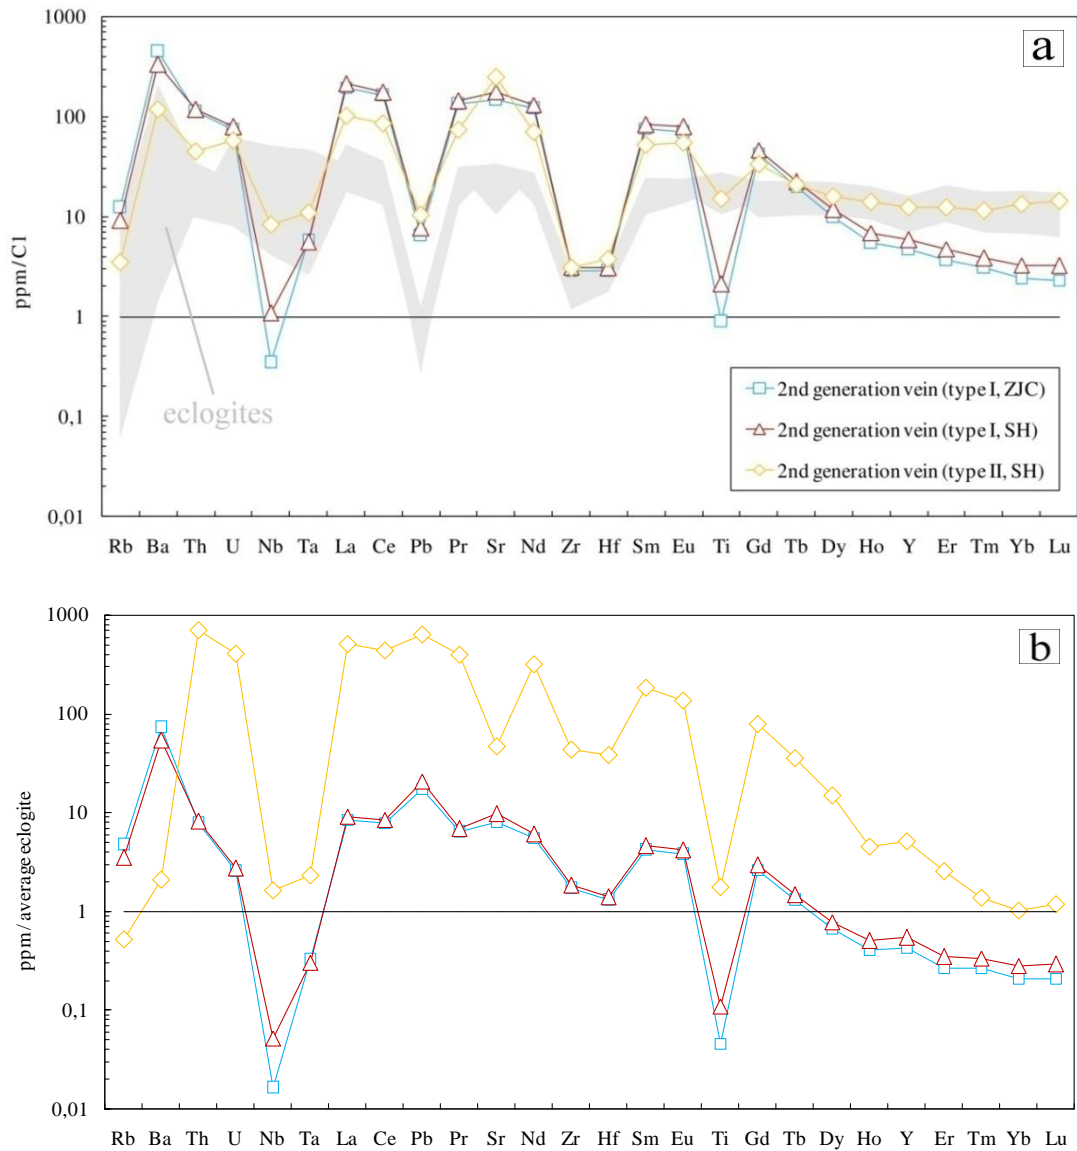 1000
a
100
10
1
0,1
0,01
ppm/C1
eclogites
2nd generation vein (type I, ZJC)
2nd generation vein (type I, SH)
2nd generation vein (type II, SH)
Rb Ba Th U Nb Ta La Ce Pb Pr Sr Nd Zr Hf Sm Eu Ti Gd Tb Dy Ho Y Er Tm Yb Lu
1000
b
100
10
1
0,1
0,01
ppm/ average eclogite
Rb Ba Th U Nb Ta La Ce Pb Pr Sr Nd Zr Hf Sm Eu Ti Gd Tb Dy Ho Y Er Tm Yb Lu